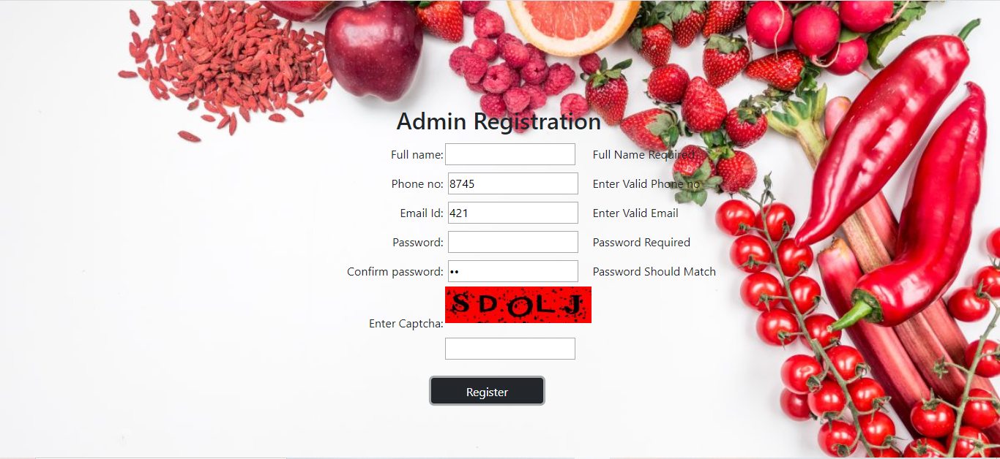 Admin Registration
Full name: Full Name Required
Phone no: 8745 Enter Valid Phone no
Email Id: 421 Enter Valid Email
Password: Password Required
Confirm password: •• Password Should Match
SDOLJ
Enter Captcha:
Register